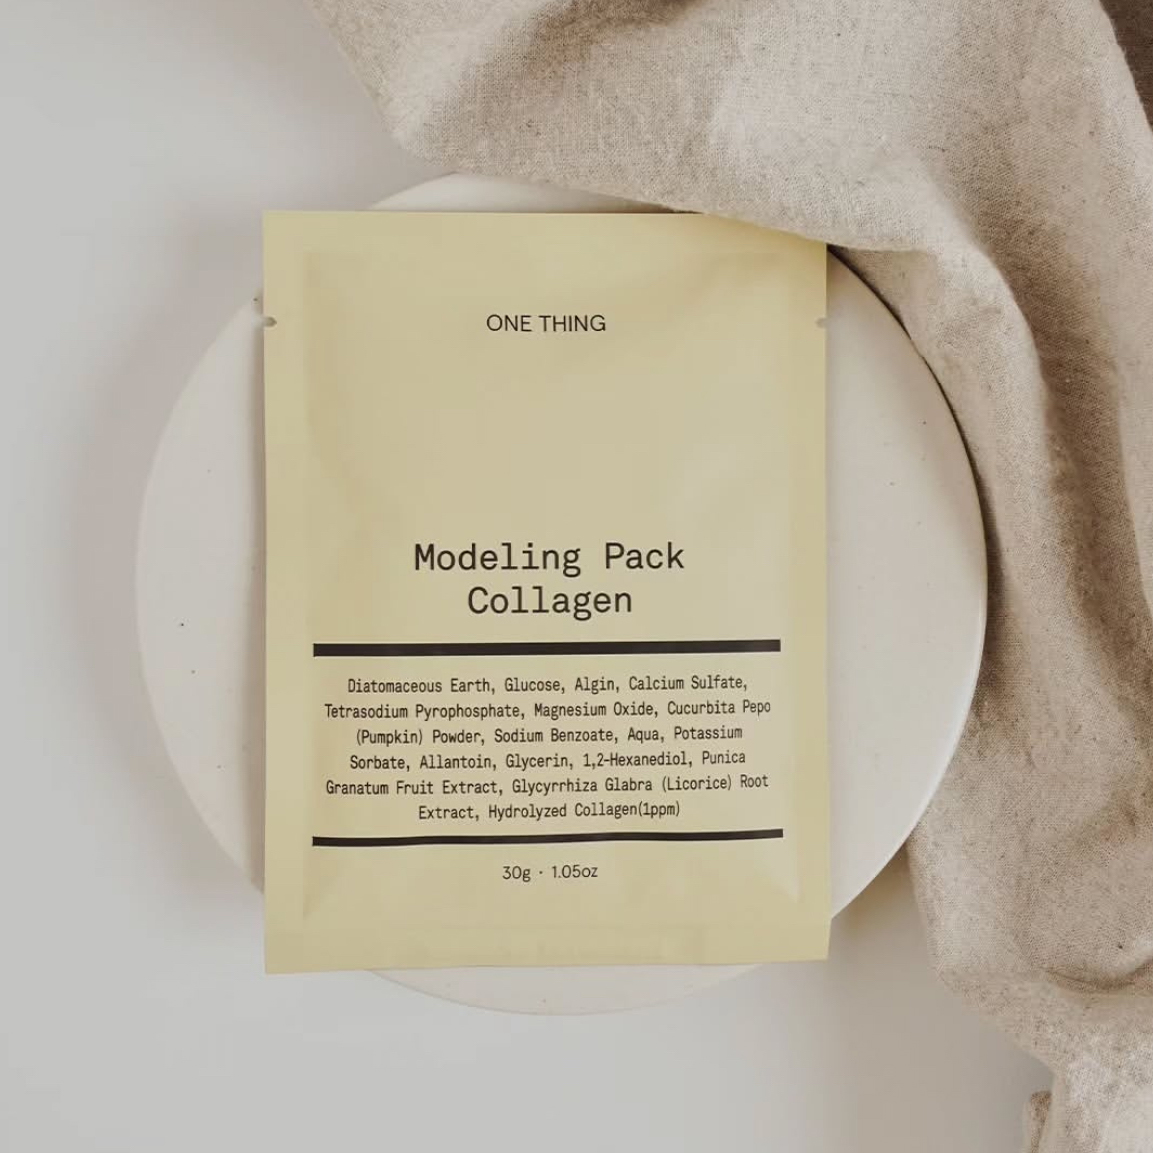 ONE THING
Modeling Pack
Collagen
Diatomaceous Earth, Glucose, Algin, Calcium Sulfate,
Tetrasodium Pyrophosphate, Magnesium Oxide, Cucurbita Pepo
(Pumpkin) Powder, Sodium Benzoate, Aqua, Potassium
Sorbate, Allantoin, Glycerin, 1,2-Hexanediol, Punica
Granatum Fruit Extract, Glycyrrhiza Glabra (Licorice) Root
Extract, Hydrolyzed Collagen(1ppm)
30g · 1.05oz